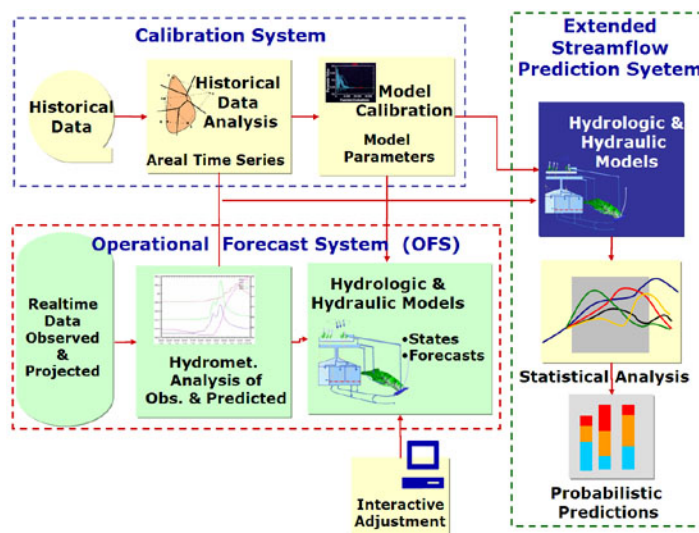 Calibration System
Historical
Data
Historical
Data
Analysis
Areal Time Series
Model
Calibration
Model
Parameters
Operational Forecast System (OFS)
Realtime
Data
Observed
&
Projected
Hydromet.
Analysis of
Obs. & Predicted
Hydrologic &
Hydraulic Models
•States
•Forecasts
Interactive
Adjustment
Extended
Streamflow
Prediction Syetem
Hydrologic &
Hydraulic
Models
Statistical Analysis
Probabilistic
Predictions